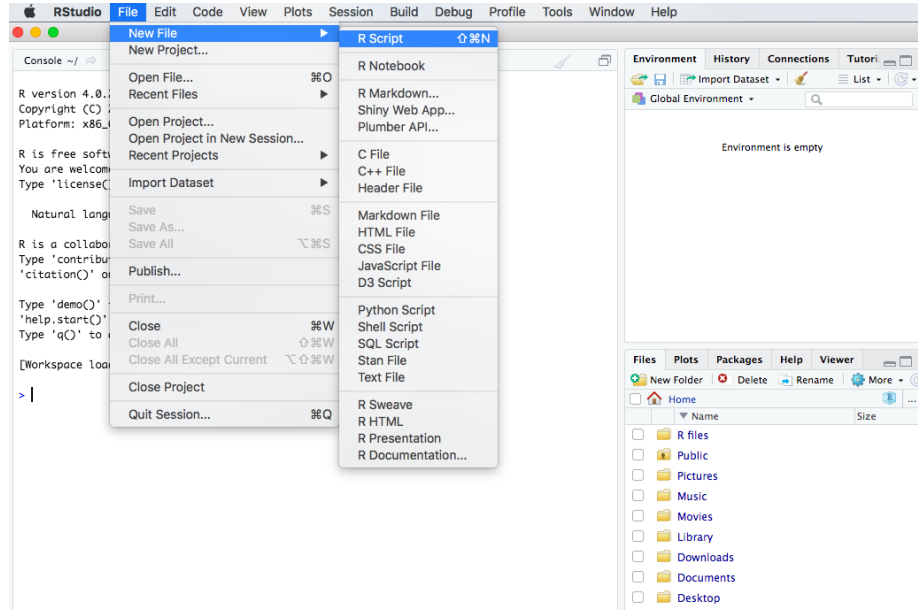 RStudio File Edit Code View Plots Session Build Debug Profile Tools Window Help
New File
New Project...
Open File... ⌘O
Recent Files
Open Project...
Open Project in New Session...
Recent Projects
Import Dataset
Save ⌘S
Save As...
Save All ⌥⌘S
Publish...
Print...
Close ⌘W
Close All ⇧⌘W
Close All Except Current ⌥⇧⌘W
Close Project
Quit Session... ⌘Q
R Script ⇧⌘N
R Notebook
R Markdown...
Shiny Web App...
Plumber API...
C File
C++ File
Header File
Markdown File
HTML File
CSS File
JavaScript File
D3 Script
Python Script
Shell Script
SQL Script
Stan File
Text File
R Sweave
R HTML
R Presentation
R Documentation...
Console ~/
R version 4.0.
Copyright (C)
Platform: x86_
R is free soft
You are welcom
Type 'license(
Natural lang
R is a collabo
Type 'contribu
'citation()' o
Type 'demo()'
'help.start()'
Type 'q()' to
[Workspace loa
>
Environment History Connections Tutori
Import Dataset List
Global Environment
Environment is empty
Files Plots Packages Help Viewer
New Folder Delete Rename More
Home ...
Name Size
R files
Public
Pictures
Music
Movies
Library
Downloads
Documents
Desktop